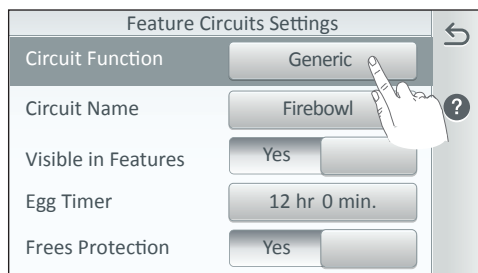 Feature Circuits Settings
Circuit Function Generic
Circuit Name Firebowl
?
Visible in Features Yes
Egg Timer 12 hr 0 min.
Frees Protection Yes